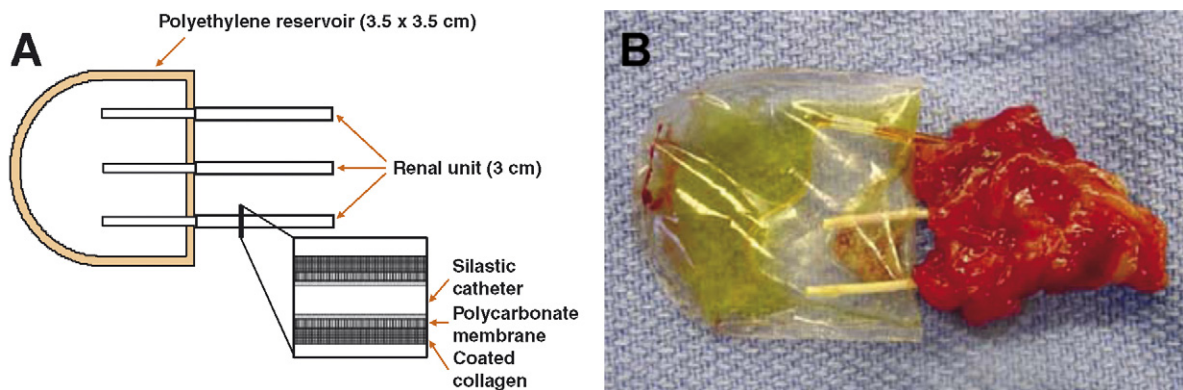 Polyethylene reservoir (3.5 x 3.5 cm)
A
B
Renal unit (3 cm)
Silastic
catheter
Polycarbonate
membrane
Coated
collagen